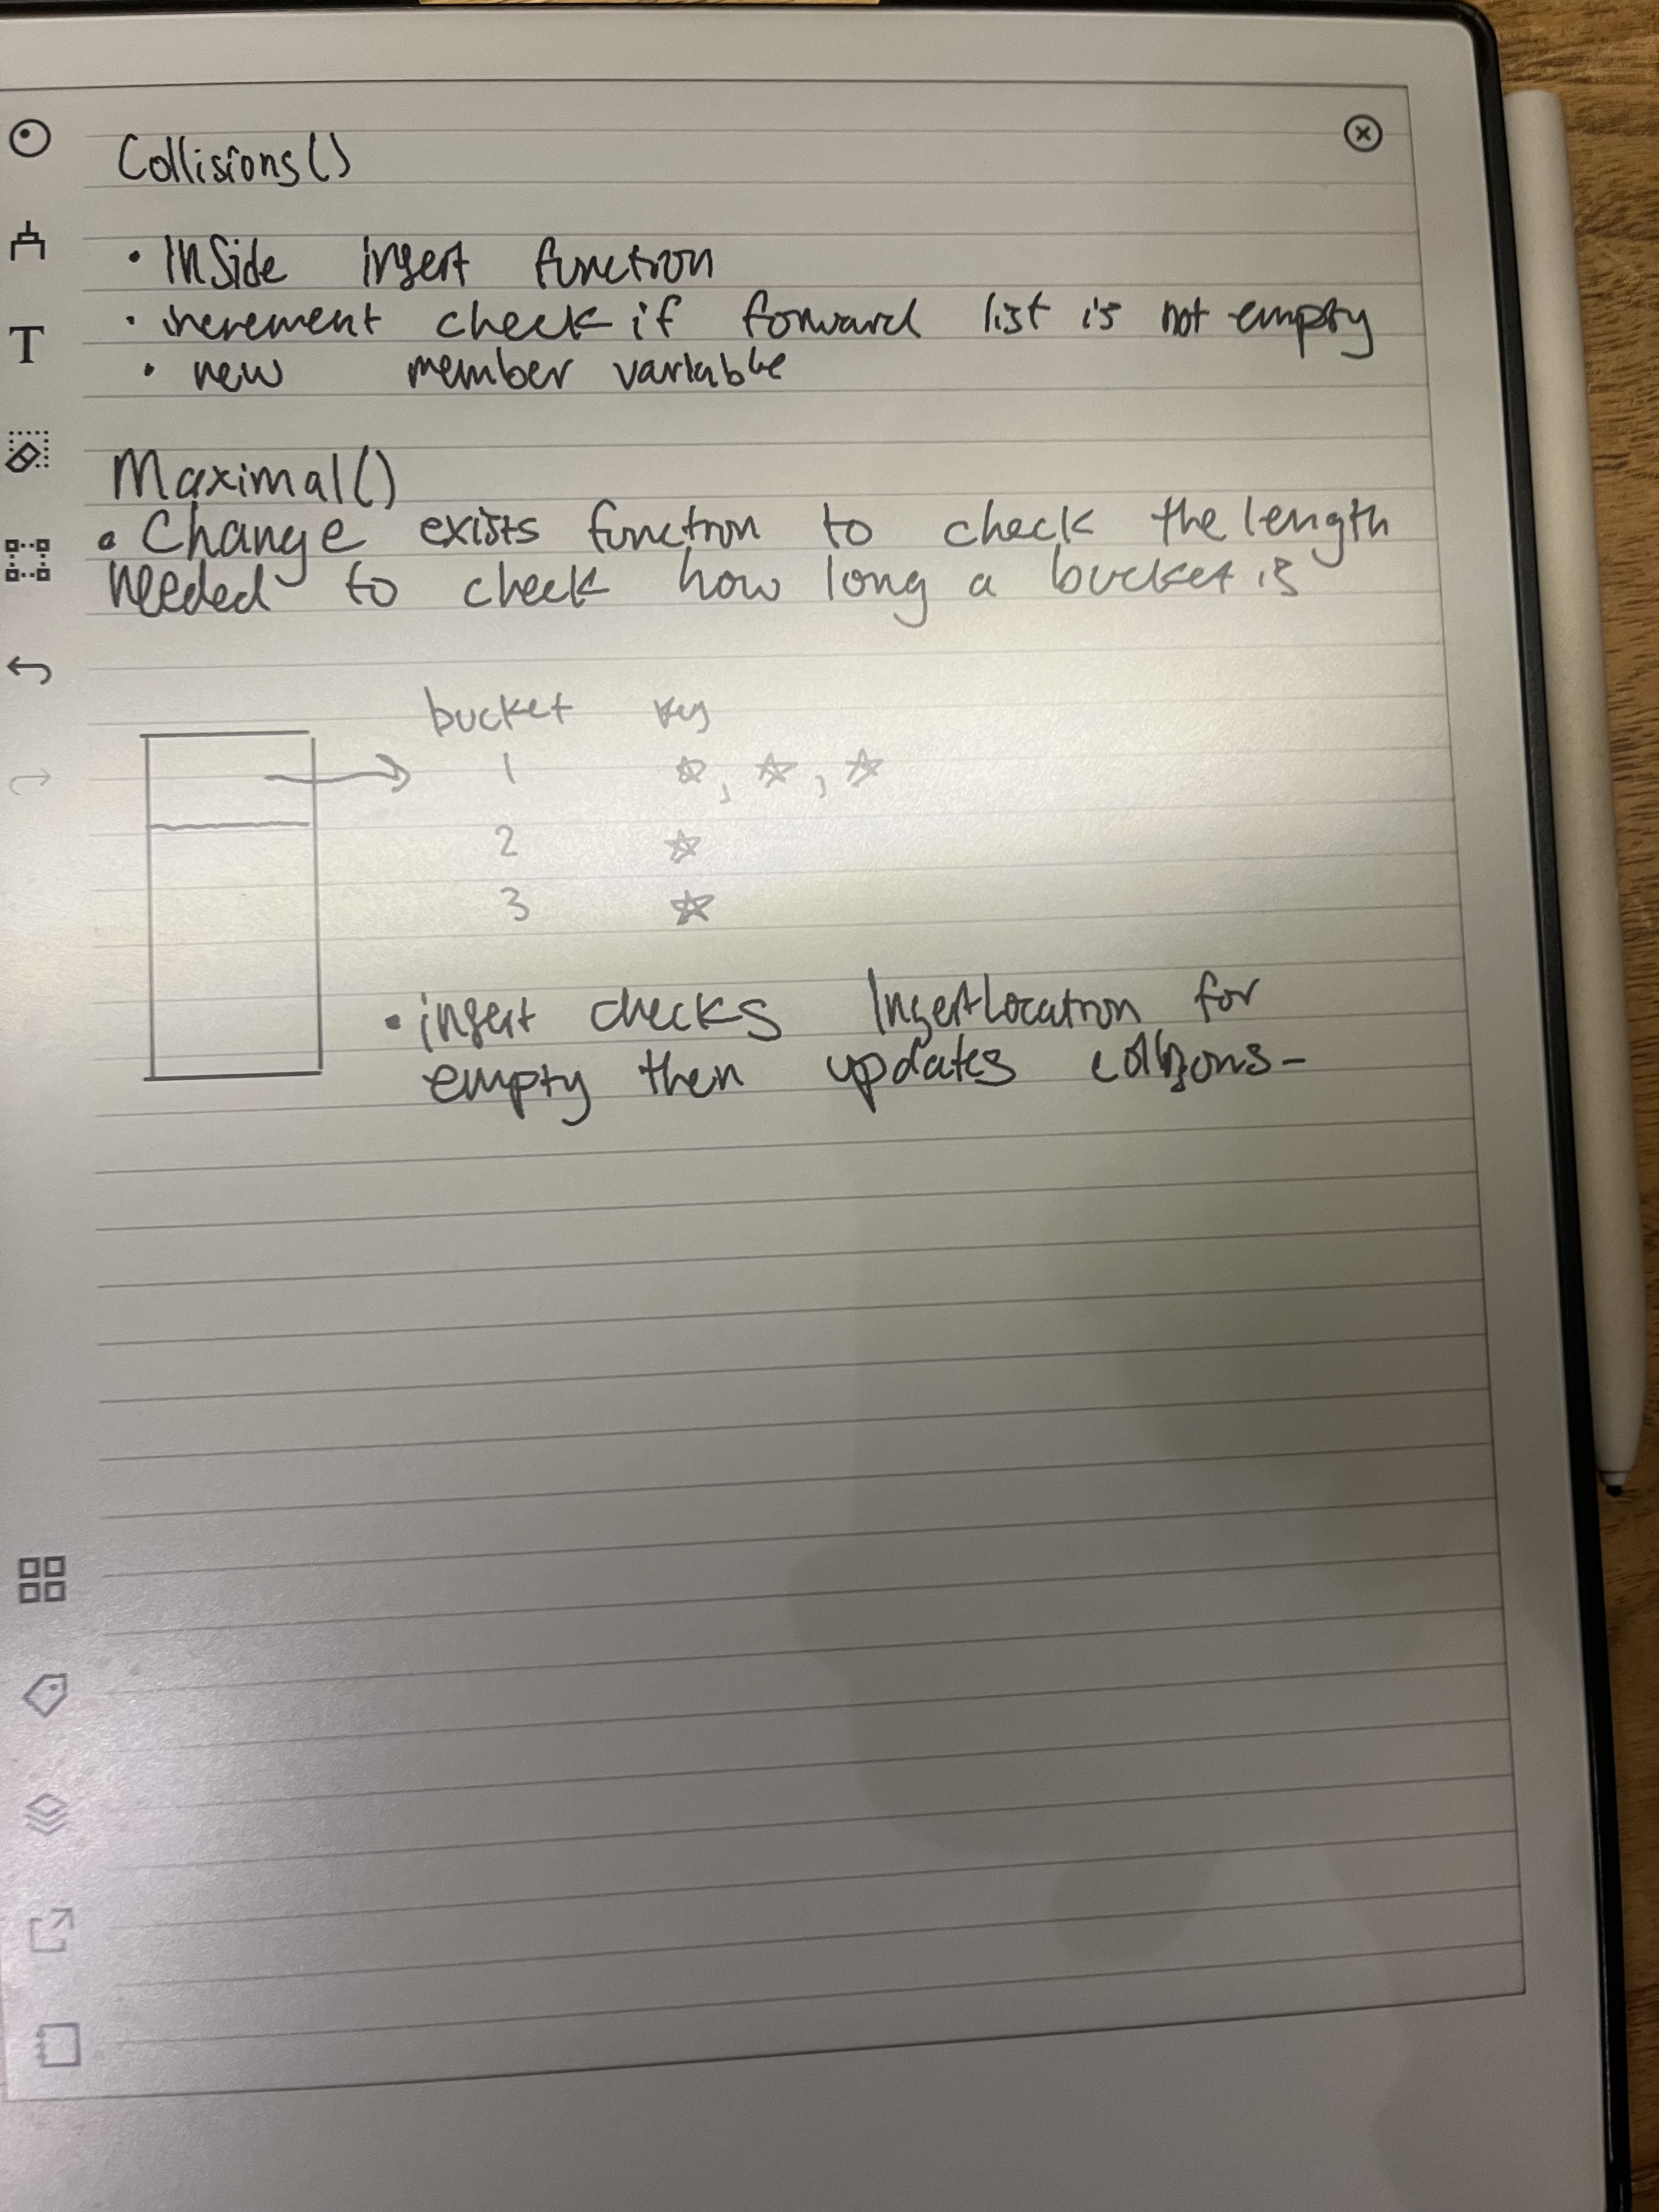 Collisions()
• Inside insert function
• increment check if forward list is not empty
• new member variable
Maximal()
• Change exists function to check the length
needed to check how long a bucket is
bucket key
1
2
3
• insert checks InsertLocation for
empty then updates collisions-
T